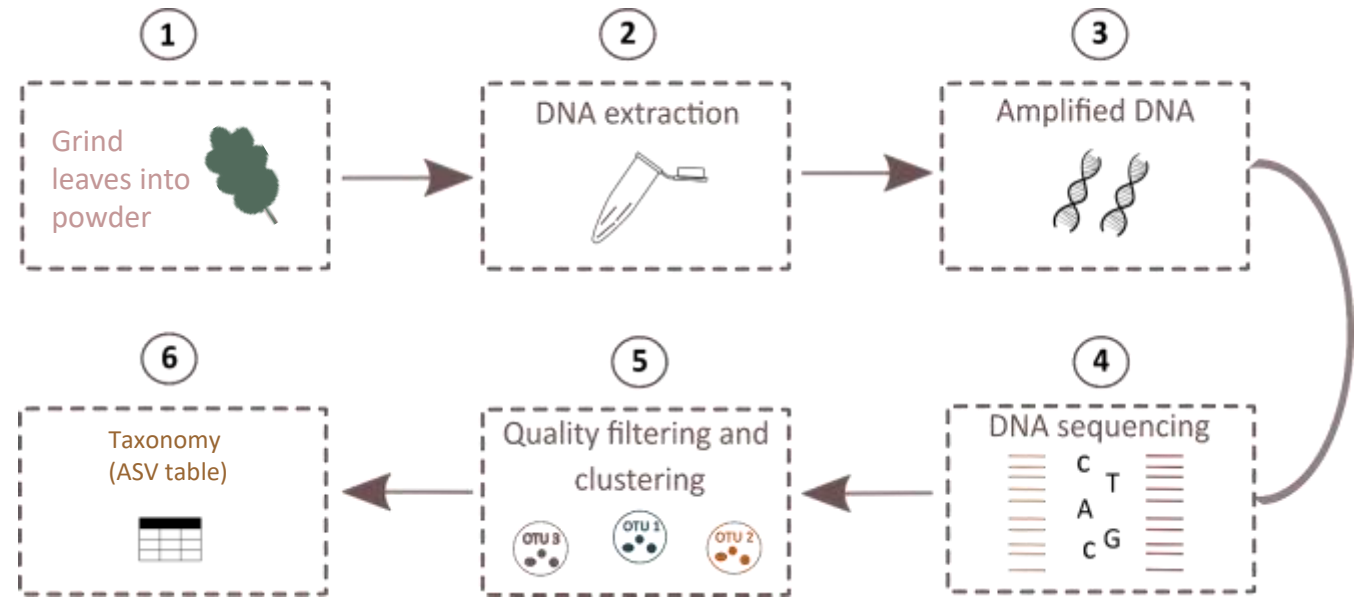 1
2
3
Grind
leaves into
powder
DNA extraction
Amplified DNA
6
5
4
Taxonomy
(ASV table)
Quality filtering and
clustering
OTU 3
OTU 1
OTU 2
DNA sequencing
C
T
A
G
C